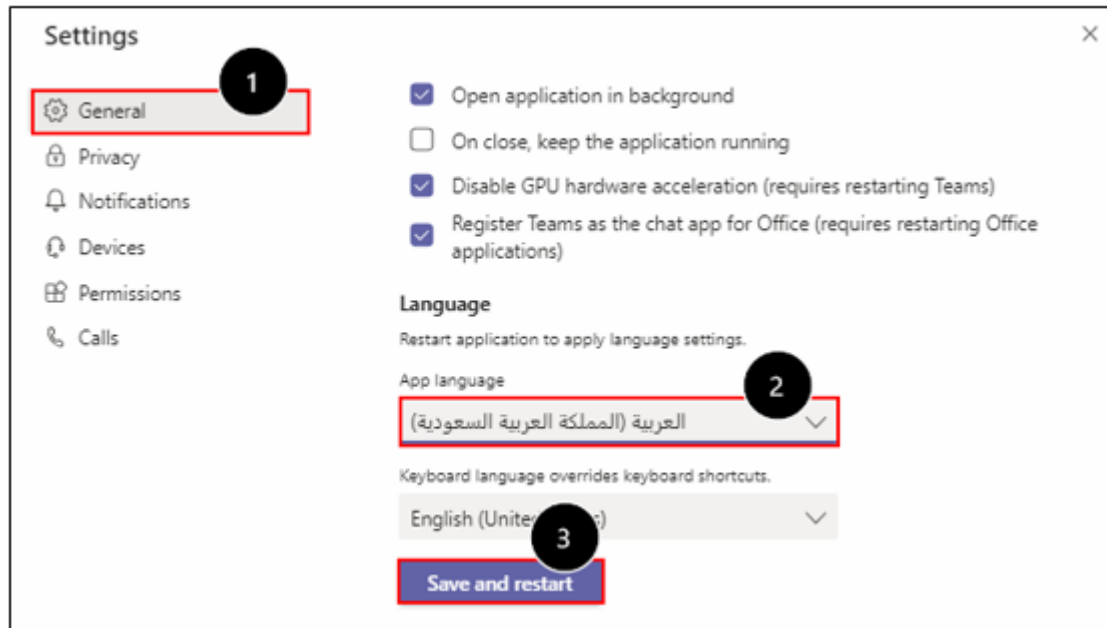 Settings
1
General
Privacy
Notifications
Devices
Permissions
Calls
Open application in background
On close, keep the application running
Disable GPU hardware acceleration (requires restarting Teams)
Register Teams as the chat app for Office (requires restarting Office
applications)
Language
Restart application to apply language settings.
App language
2
العربية (المملكة العربية السعودية)
Keyboard language overrides keyboard shortcuts.
English
3
Save and restart